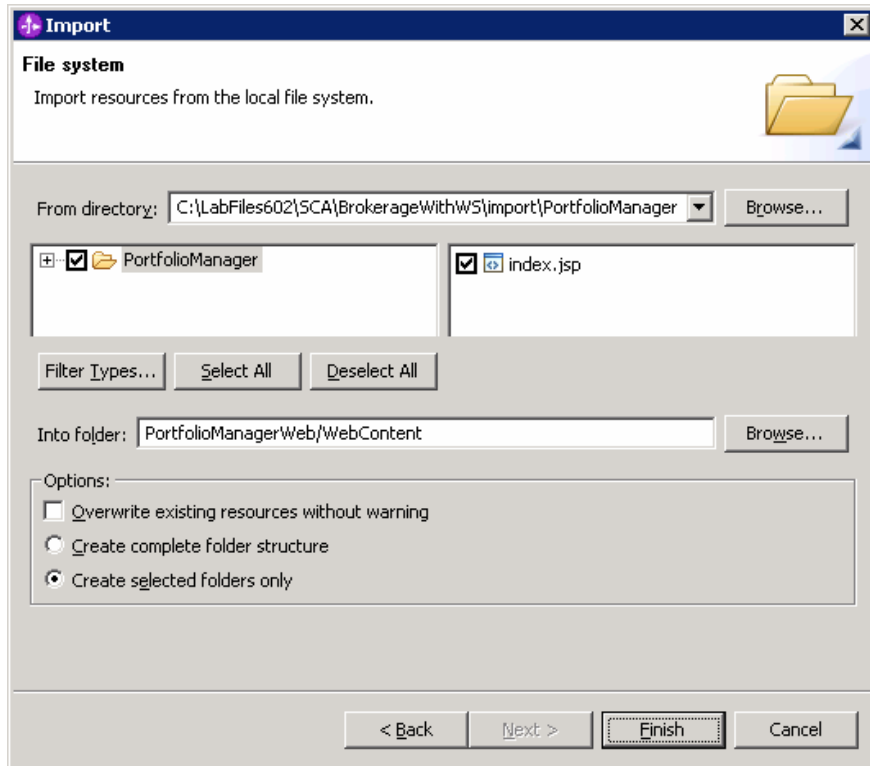 Import
File system
Import resources from the local file system.
From directory: C:\LabFiles602\SCA\BrokerageWithWS\import\PortfolioManager Browse...
PortfolioManager index.jsp
Filter Types... Select All Deselect All
Into folder: PortfolioManagerWeb/WebContent Browse...
Options:
Overwrite existing resources without warning
Create complete folder structure
Create selected folders only
< Back Next > Finish Cancel